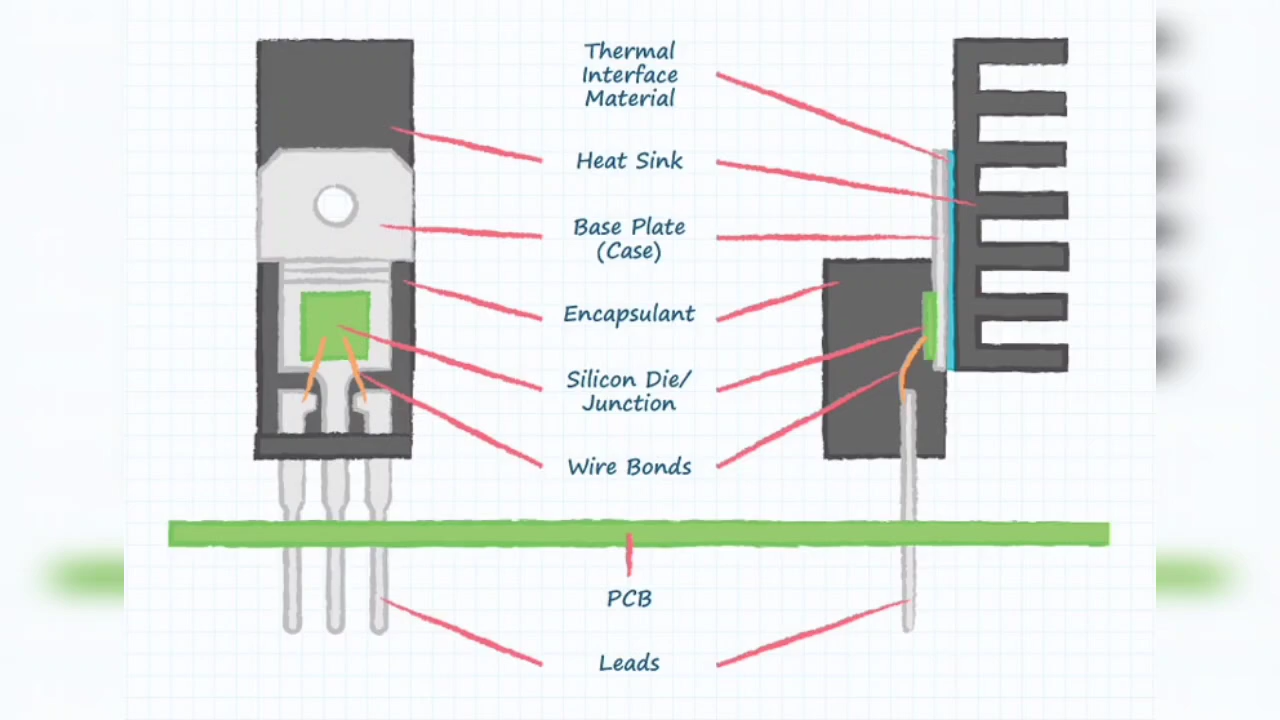 Thermal
Interface
Material
Heat Sink
Base Plate
(Case)
Encapsulant
Silicon Die/
Junction
Wire Bonds
PCB
Leads